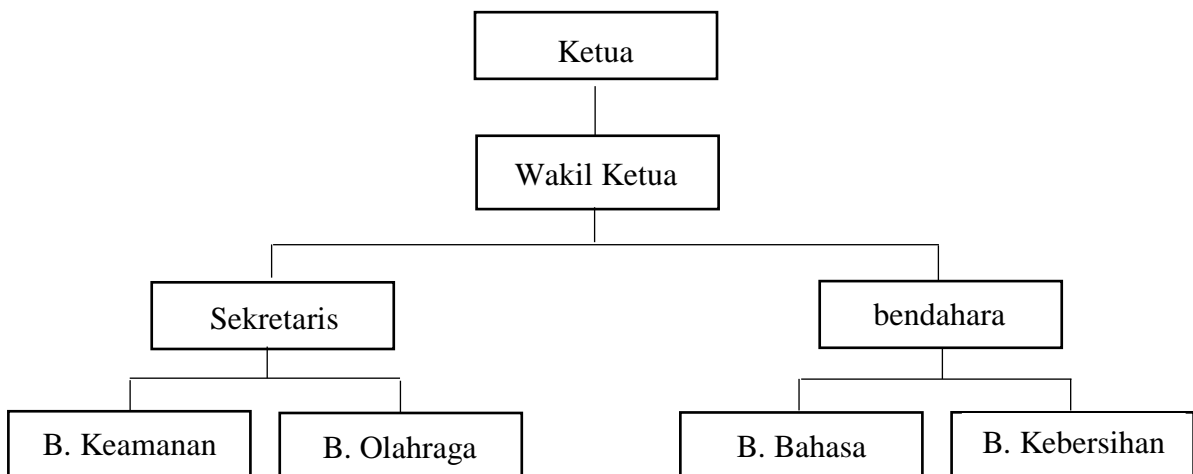 Ketua
Wakil Ketua
Sekretaris
bendahara
B. Keamanan
B. Olahraga
B. Bahasa
B. Kebersihan